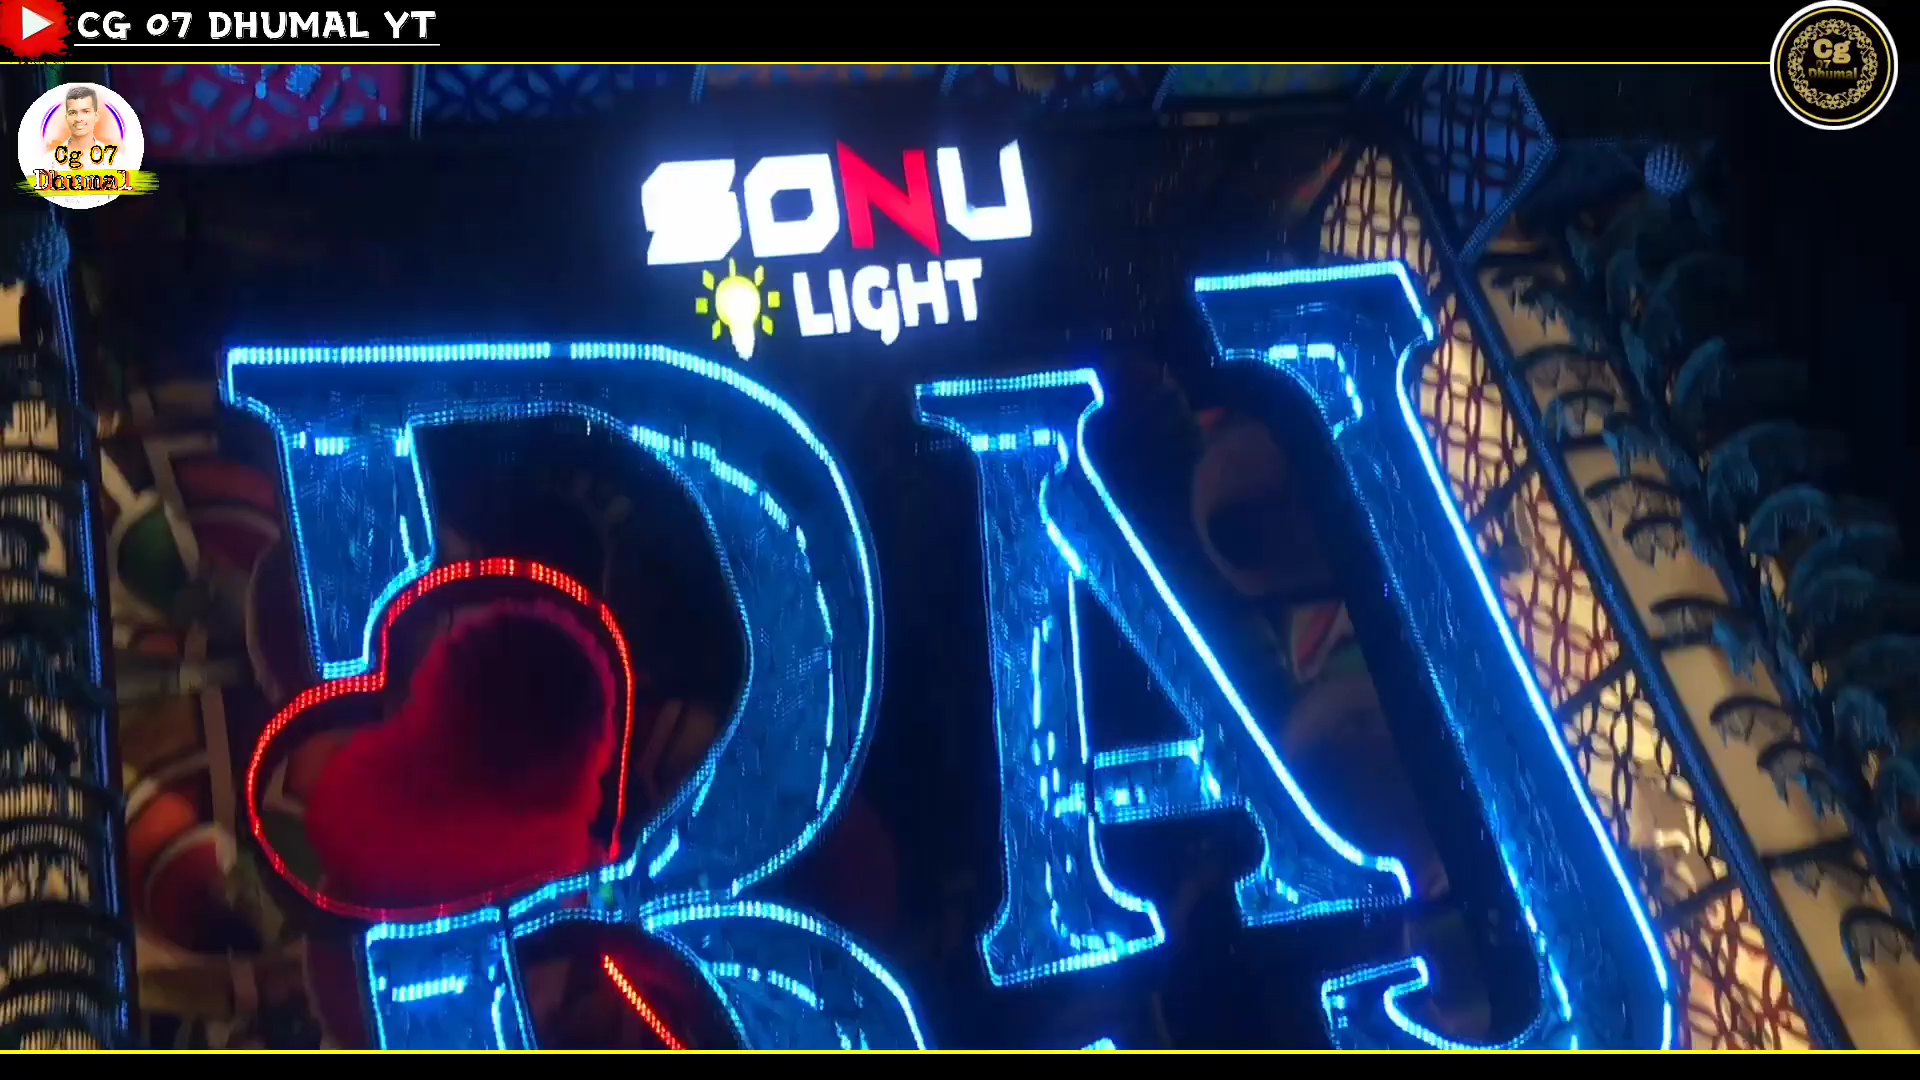 CG 07 DHUMAL YT
Cg
07
Dhumal
Cg 07
Dhumal
SONU
LIGHT
RAJ